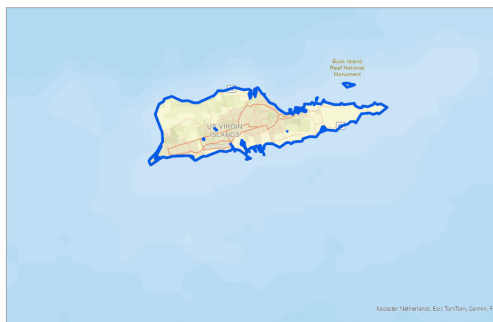 Buck Island
Reef National
Monument
US VIRGIN
ISLANDS
Kadaster Netherlands, Esri, TomTom, Garmin, F